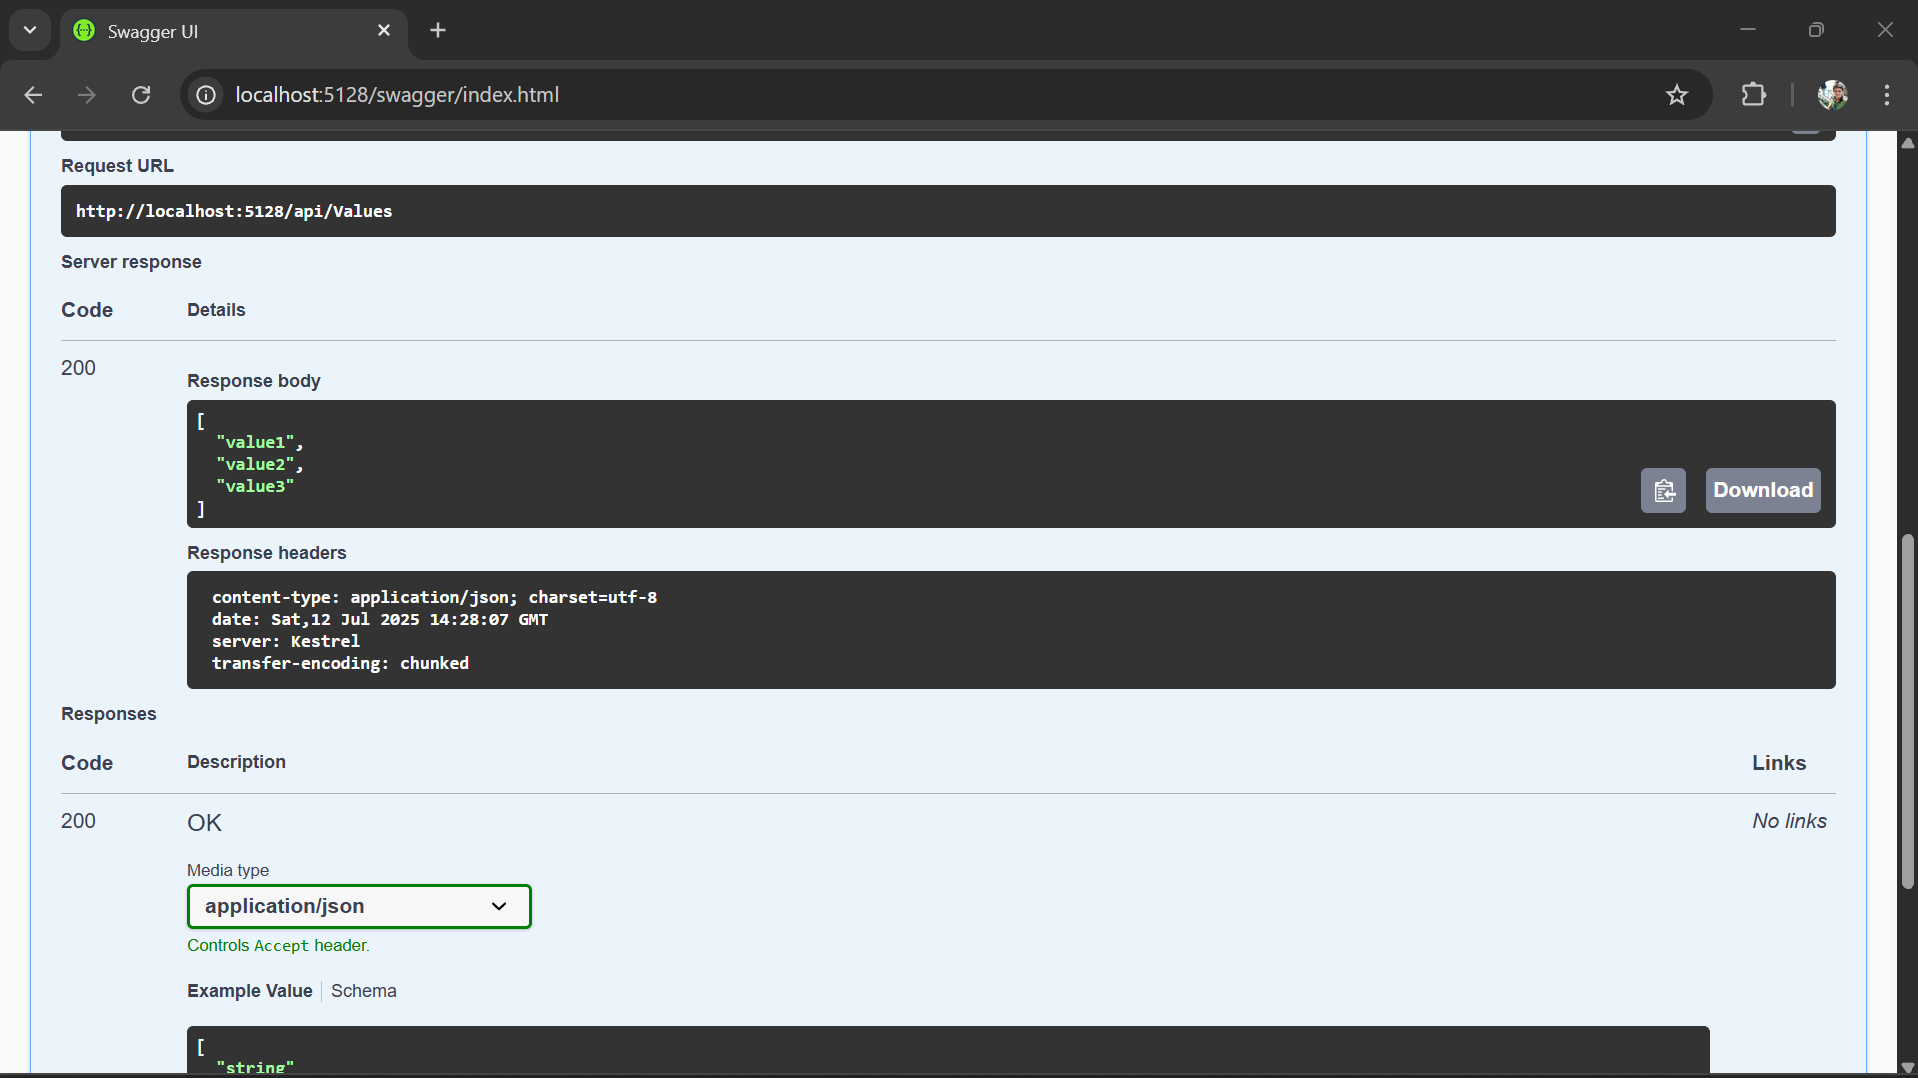 Swagger UI
localhost:5128/swagger/index.html
Request URL
http://localhost:5128/api/Values
Server response
Code Details
200
Response body
[
"value1",
"value2",
"value3"
]
Download
Response headers
content-type: application/json; charset=utf-8
date: Sat,12 Jul 2025 14:28:07 GMT
server: Kestrel
transfer-encoding: chunked
Responses
Code Description Links
200 OK No links
Media type
application/json
Controls Accept header.
Example Value Schema
[
"string"